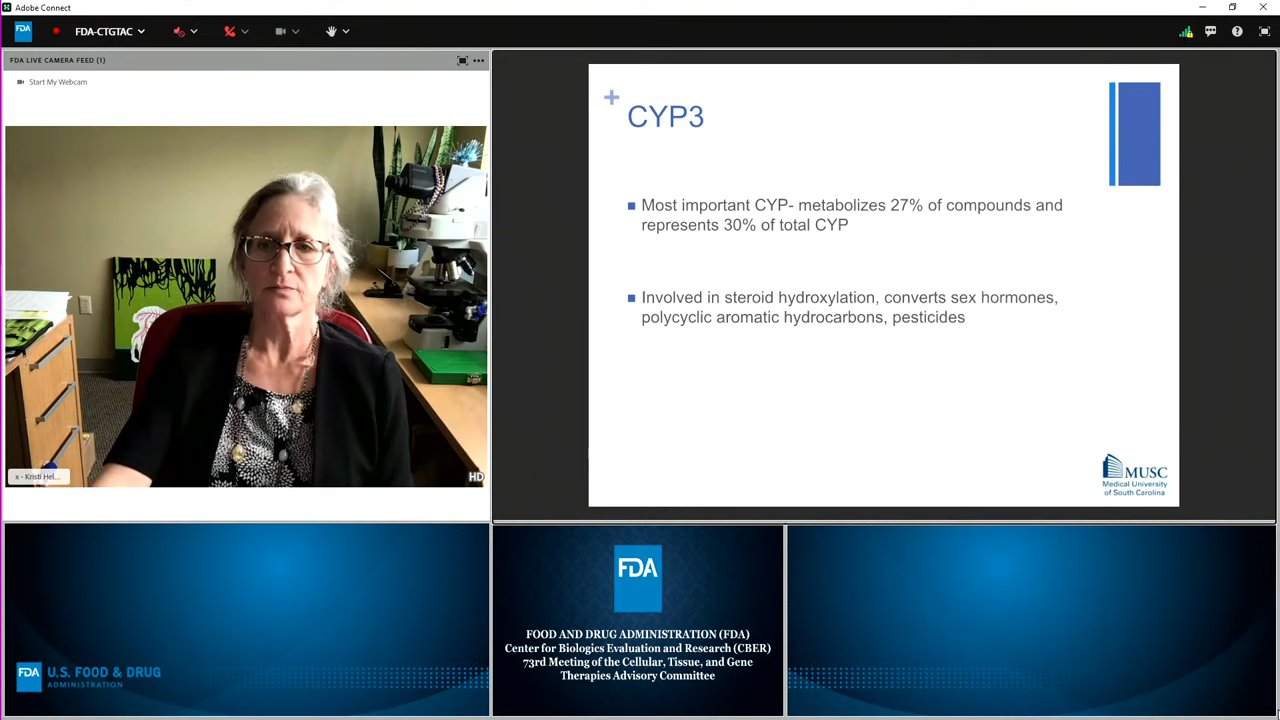 Adobe Connect
FDA
FDA-CTGTAC
FDA LIVE CAMERA FEED (1)
Start My Webcam
x - Kristi Hel...
HD
+
CYP3
Most important CYP- metabolizes 27% of compounds and
represents 30% of total CYP
Involved in steroid hydroxylation, converts sex hormones,
polycyclic aromatic hydrocarbons, pesticides
MUSC
Medical University
of South Carolina
FDA
U.S. FOOD & DRUG
ADMINISTRATION
FDA
FOOD AND DRUG ADMINISTRATION (FDA)
Center for Biologics Evaluation and Research (CBER)
73rd Meeting of the Cellular, Tissue, and Gene
Therapies Advisory Committee